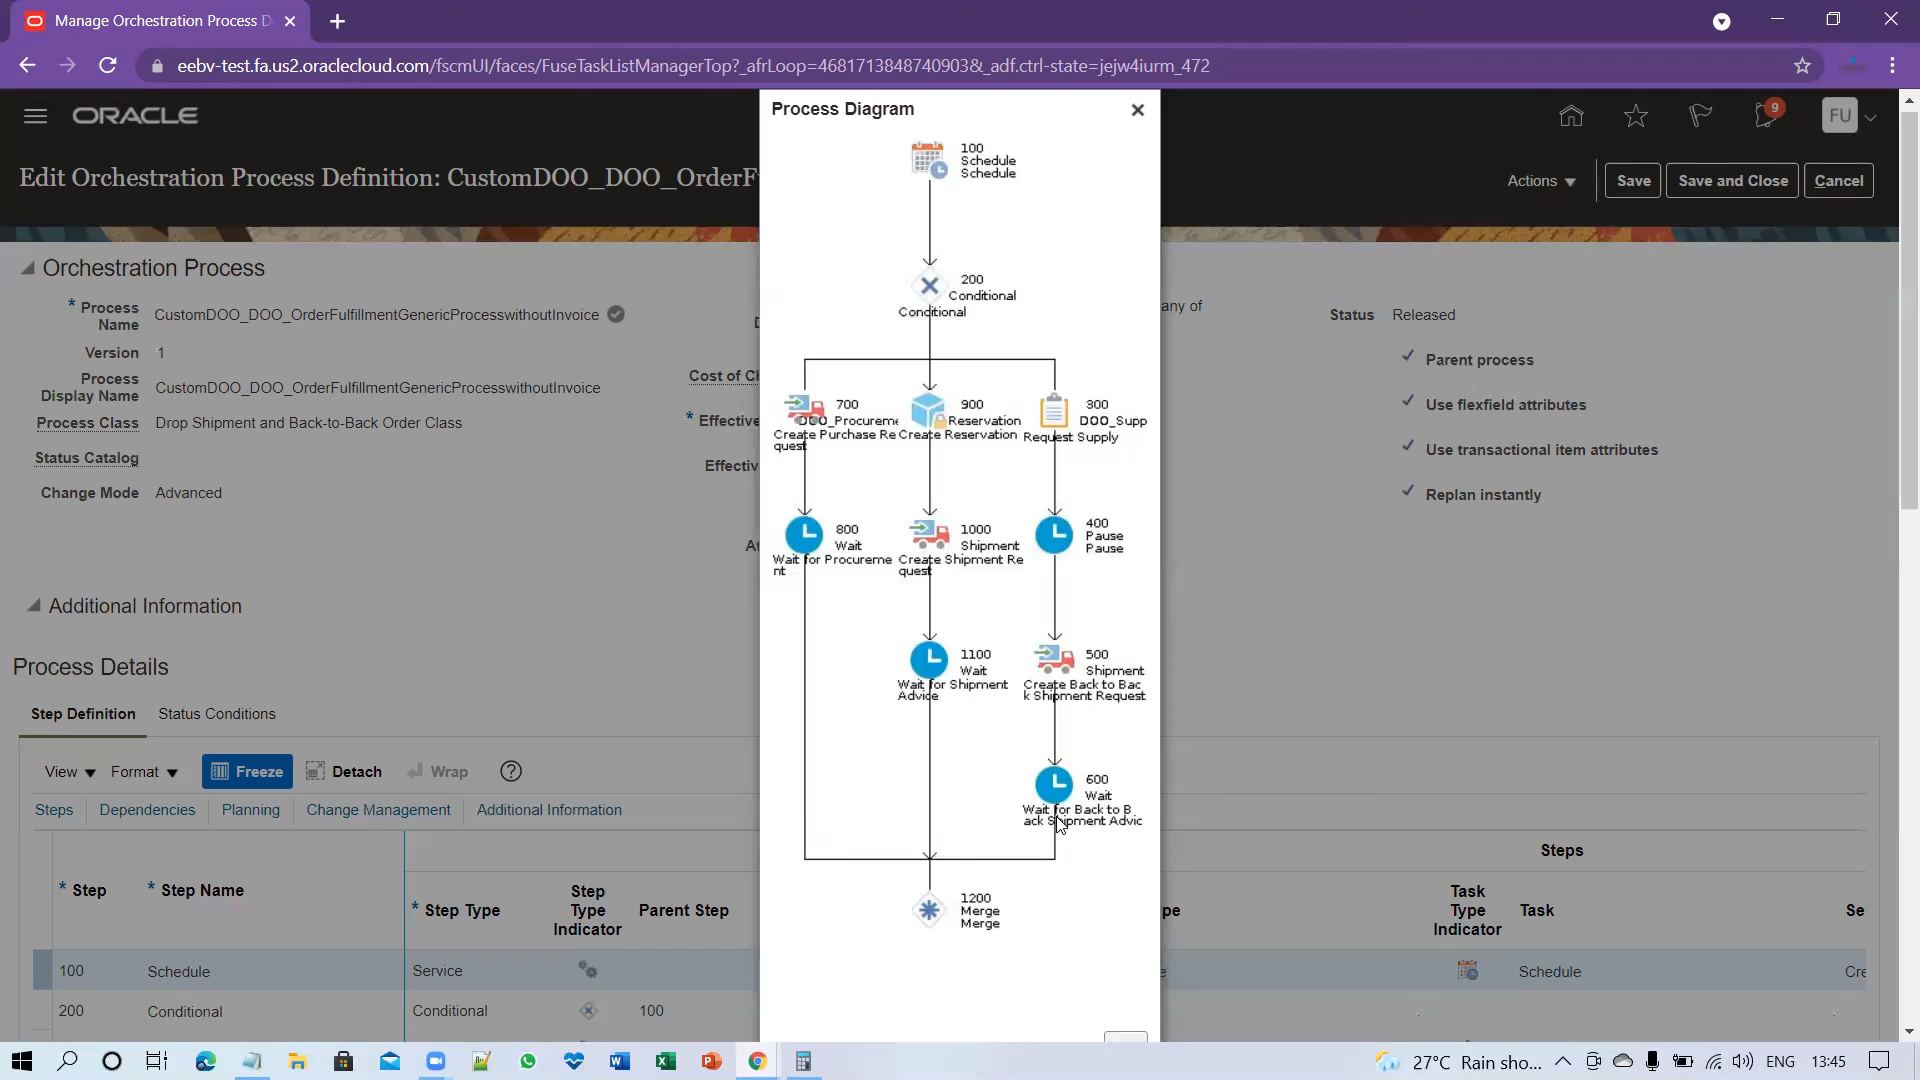 Manage Orchestration Process D
eebv-test.fa.us2.oraclecloud.com/fscmUI/faces/FuseTaskListManagerTop?_afrLoop=4681713848740903&_adf.ctrl-state=jejw4iurm_472
ORACLE
9
FU
Edit Orchestration Process Definition: CustomDOO_DOO_OrderF
Actions
Save
Save and Close
Cancel
Orchestration Process
* Process Name CustomDOO_DOO_OrderFulfillmentGenericProcesswithoutInvoice
Version 1
Process Display Name CustomDOO_DOO_OrderFulfillmentGenericProcesswithoutInvoice
Process Class Drop Shipment and Back-to-Back Order Class
Status Catalog
Change Mode Advanced
Cost of Cl
* Effective
Effective
any of
Status Released
Parent process
Use flexfield attributes
Use transactional item attributes
Replan instantly
Additional Information
Process Details
Step Definition
Status Conditions
View
Format
Freeze
Detach
Wrap
Steps
Dependencies
Planning
Change Management
Additional Information
Steps
* Step
* Step Name
* Step Type
Step Type Indicator
Parent Step
pe
Task Type Indicator
Task
Se
100 Schedule Service e Schedule Cre
200 Conditional Conditional 100
Process Diagram
100
Schedule
Schedule
200
Conditional
Conditional
700
DOO_Procureme
Create Purchase Re
quest
900
Reservation
Create Reservation
300
DOO_Supp
Request Supply
800
Wait
Wait for Procureme
nt
1000
Shipment
Create Shipment Re
quest
400
Pause
Pause
1100
Wait
Wait for Shipment
Advice
500
Shipment
Create Back to Bac
k Shipment Request
600
Wait
Wait for Back to B
ack Shipment Advic
1200
Merge
Merge
27°C Rain sho...
ENG
13:45